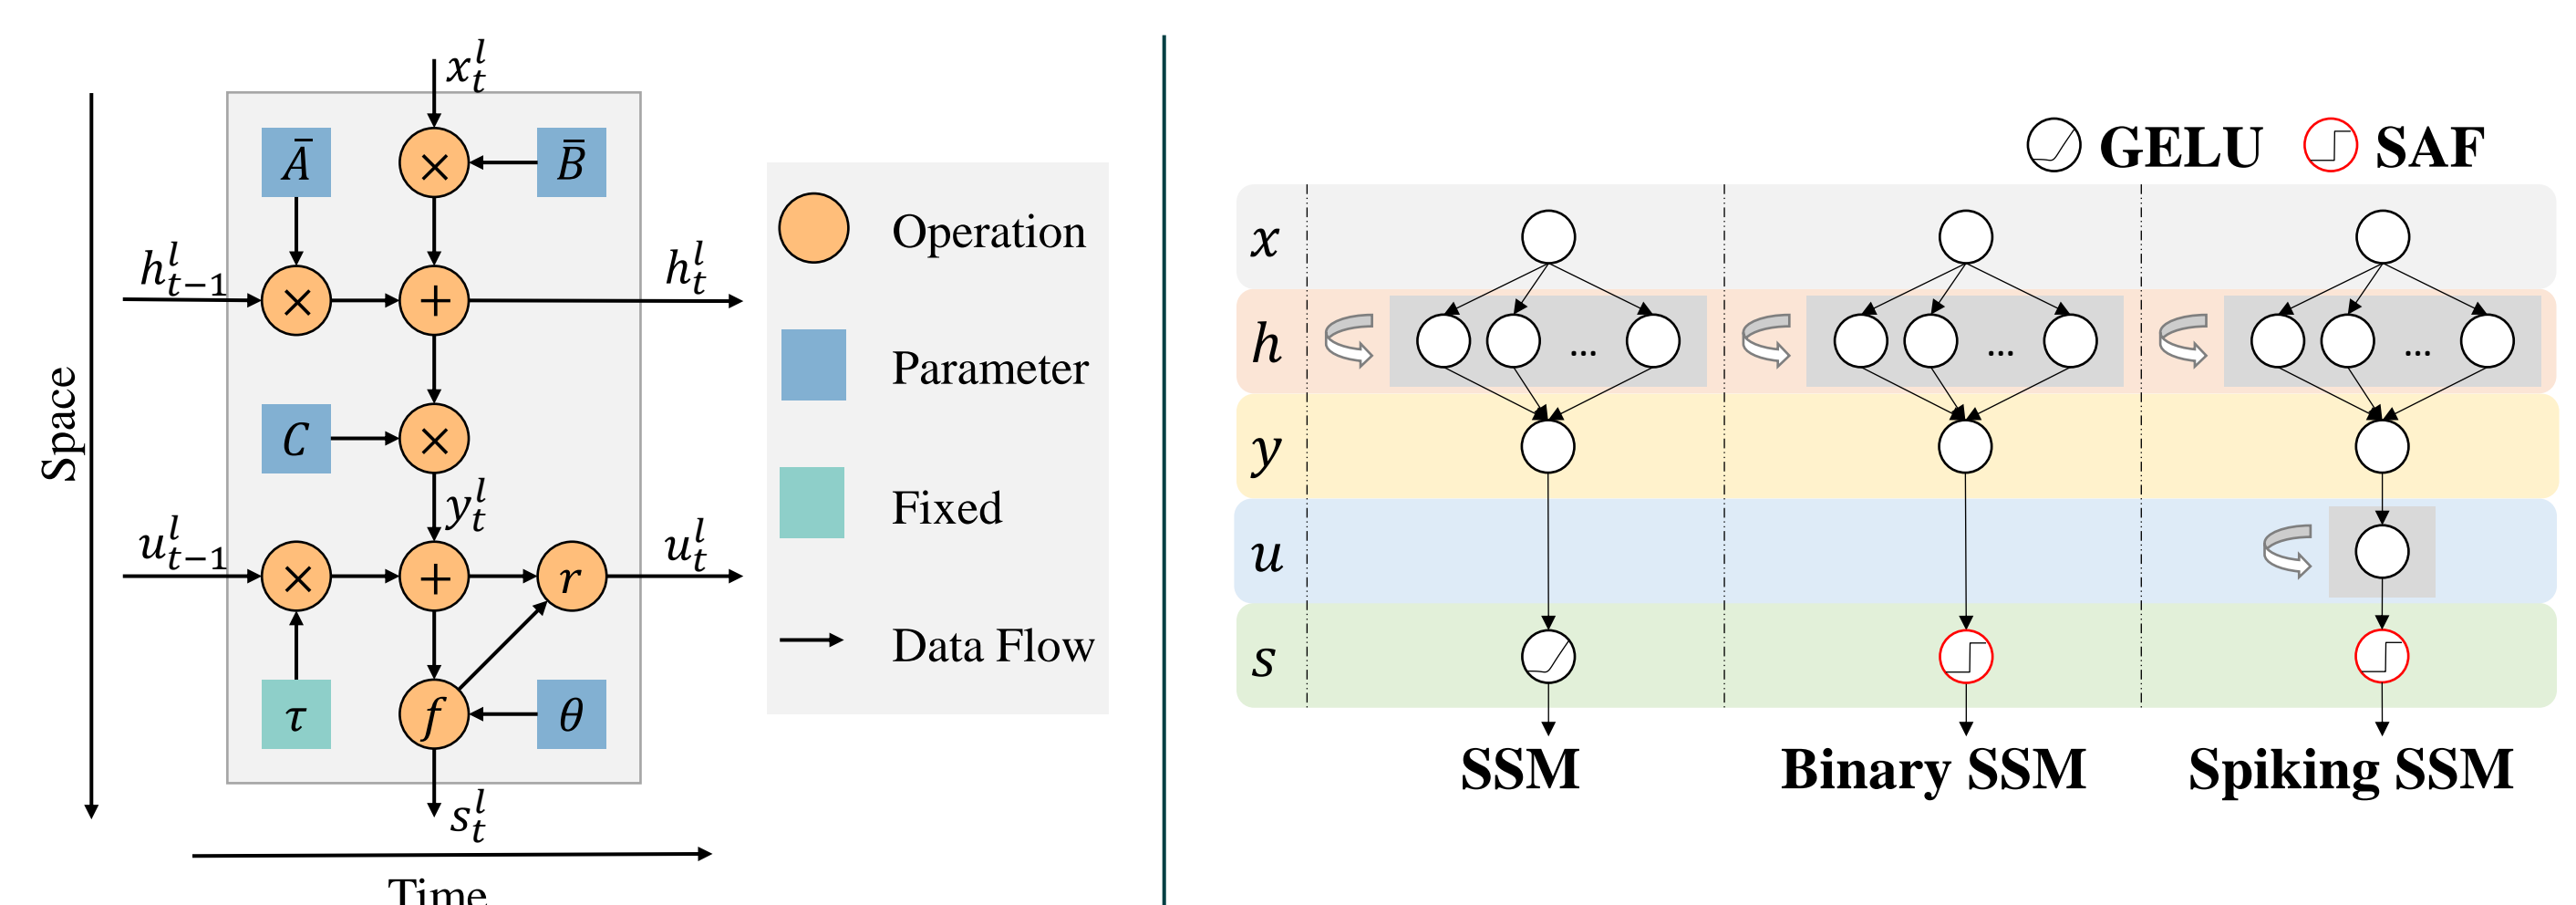 x_t^l
Ā
×
B̄
h_{t−1}^l
×
+
h_t^l
C
×
y_t^l
u_{t−1}^l
×
+
r
u_t^l
τ
f
θ
s_t^l
Space
Time
Operation
Parameter
Fixed
Data Flow
GELU
SAF
x
h
...
...
...
y
u
s
SSM
Binary SSM
Spiking SSM